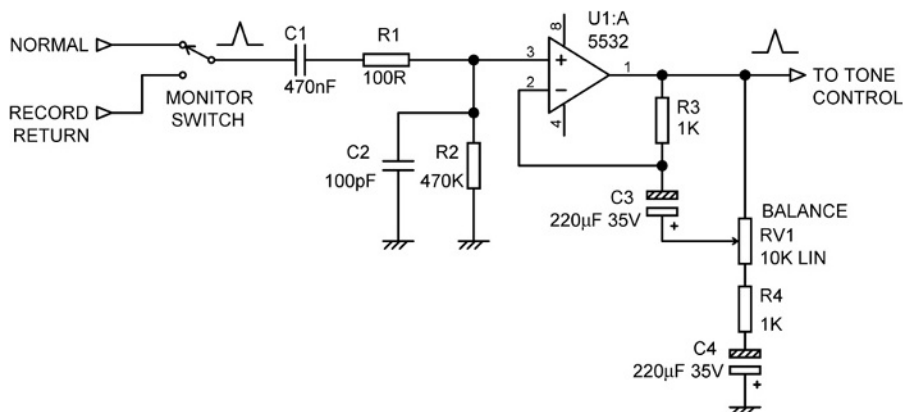 NORMAL
RECORD
RETURN
MONITOR
SWITCH
C1
470nF
R1
100R
C2
100pF
R2
470K
3
2
+
−
8
4
1
U1:A
5532
R3
1K
C3
220µF 35V
+
BALANCE
RV1
10K LIN
R4
1K
C4
220µF 35V
+
TO TONE
CONTROL